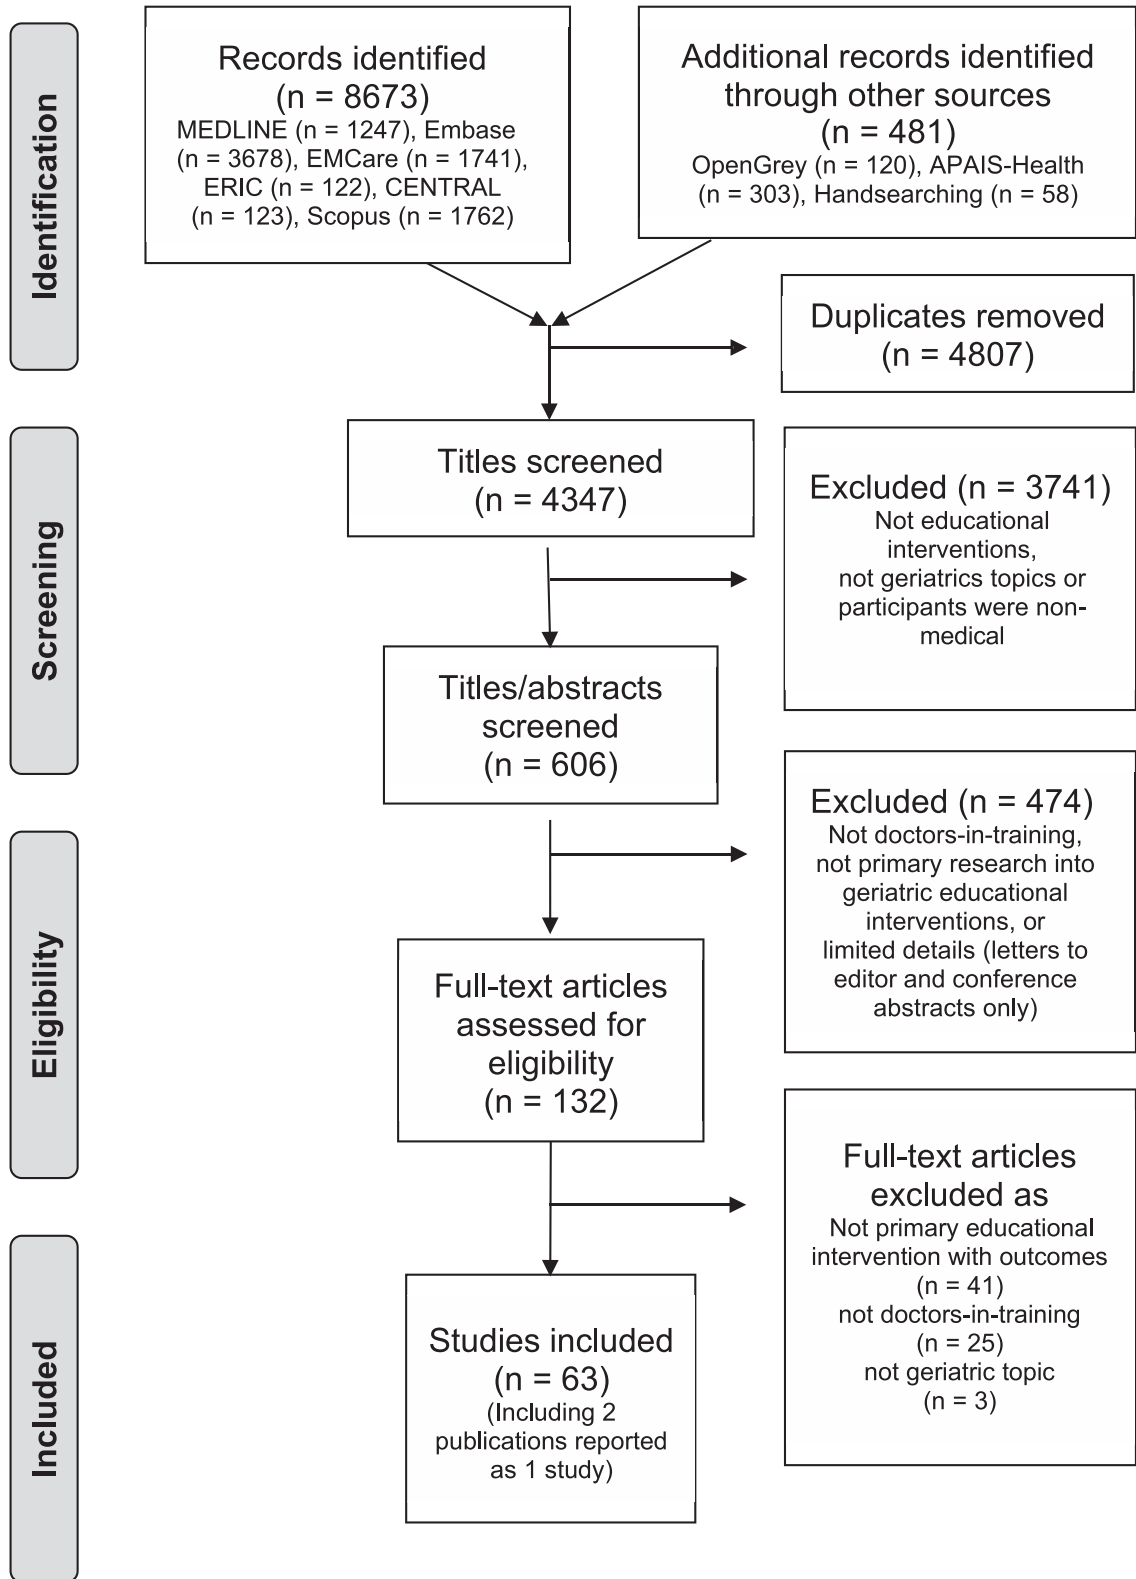 Identification
Records identified
(n = 8673)
MEDLINE (n = 1247), Embase
(n = 3678), EMCare (n = 1741),
ERIC (n = 122), CENTRAL
(n = 123), Scopus (n = 1762)
Additional records identified
through other sources
(n = 481)
OpenGrey (n = 120), APAIS-Health
(n = 303), Handsearching (n = 58)
Duplicates removed
(n = 4807)
Screening
Titles screened
(n = 4347)
Excluded (n = 3741)
Not educational
interventions,
not geriatrics topics or
participants were non-
medical
Titles/abstracts
screened
(n = 606)
Excluded (n = 474)
Not doctors-in-training,
not primary research into
geriatric educational
interventions, or
limited details (letters to
editor and conference
abstracts only)
Eligibility
Full-text articles
assessed for
eligibility
(n = 132)
Full-text articles
excluded as
Not primary educational
intervention with outcomes
(n = 41)
not doctors-in-training
(n = 25)
not geriatric topic
(n = 3)
Included
Studies included
(n = 63)
(Including 2
publications reported
as 1 study)